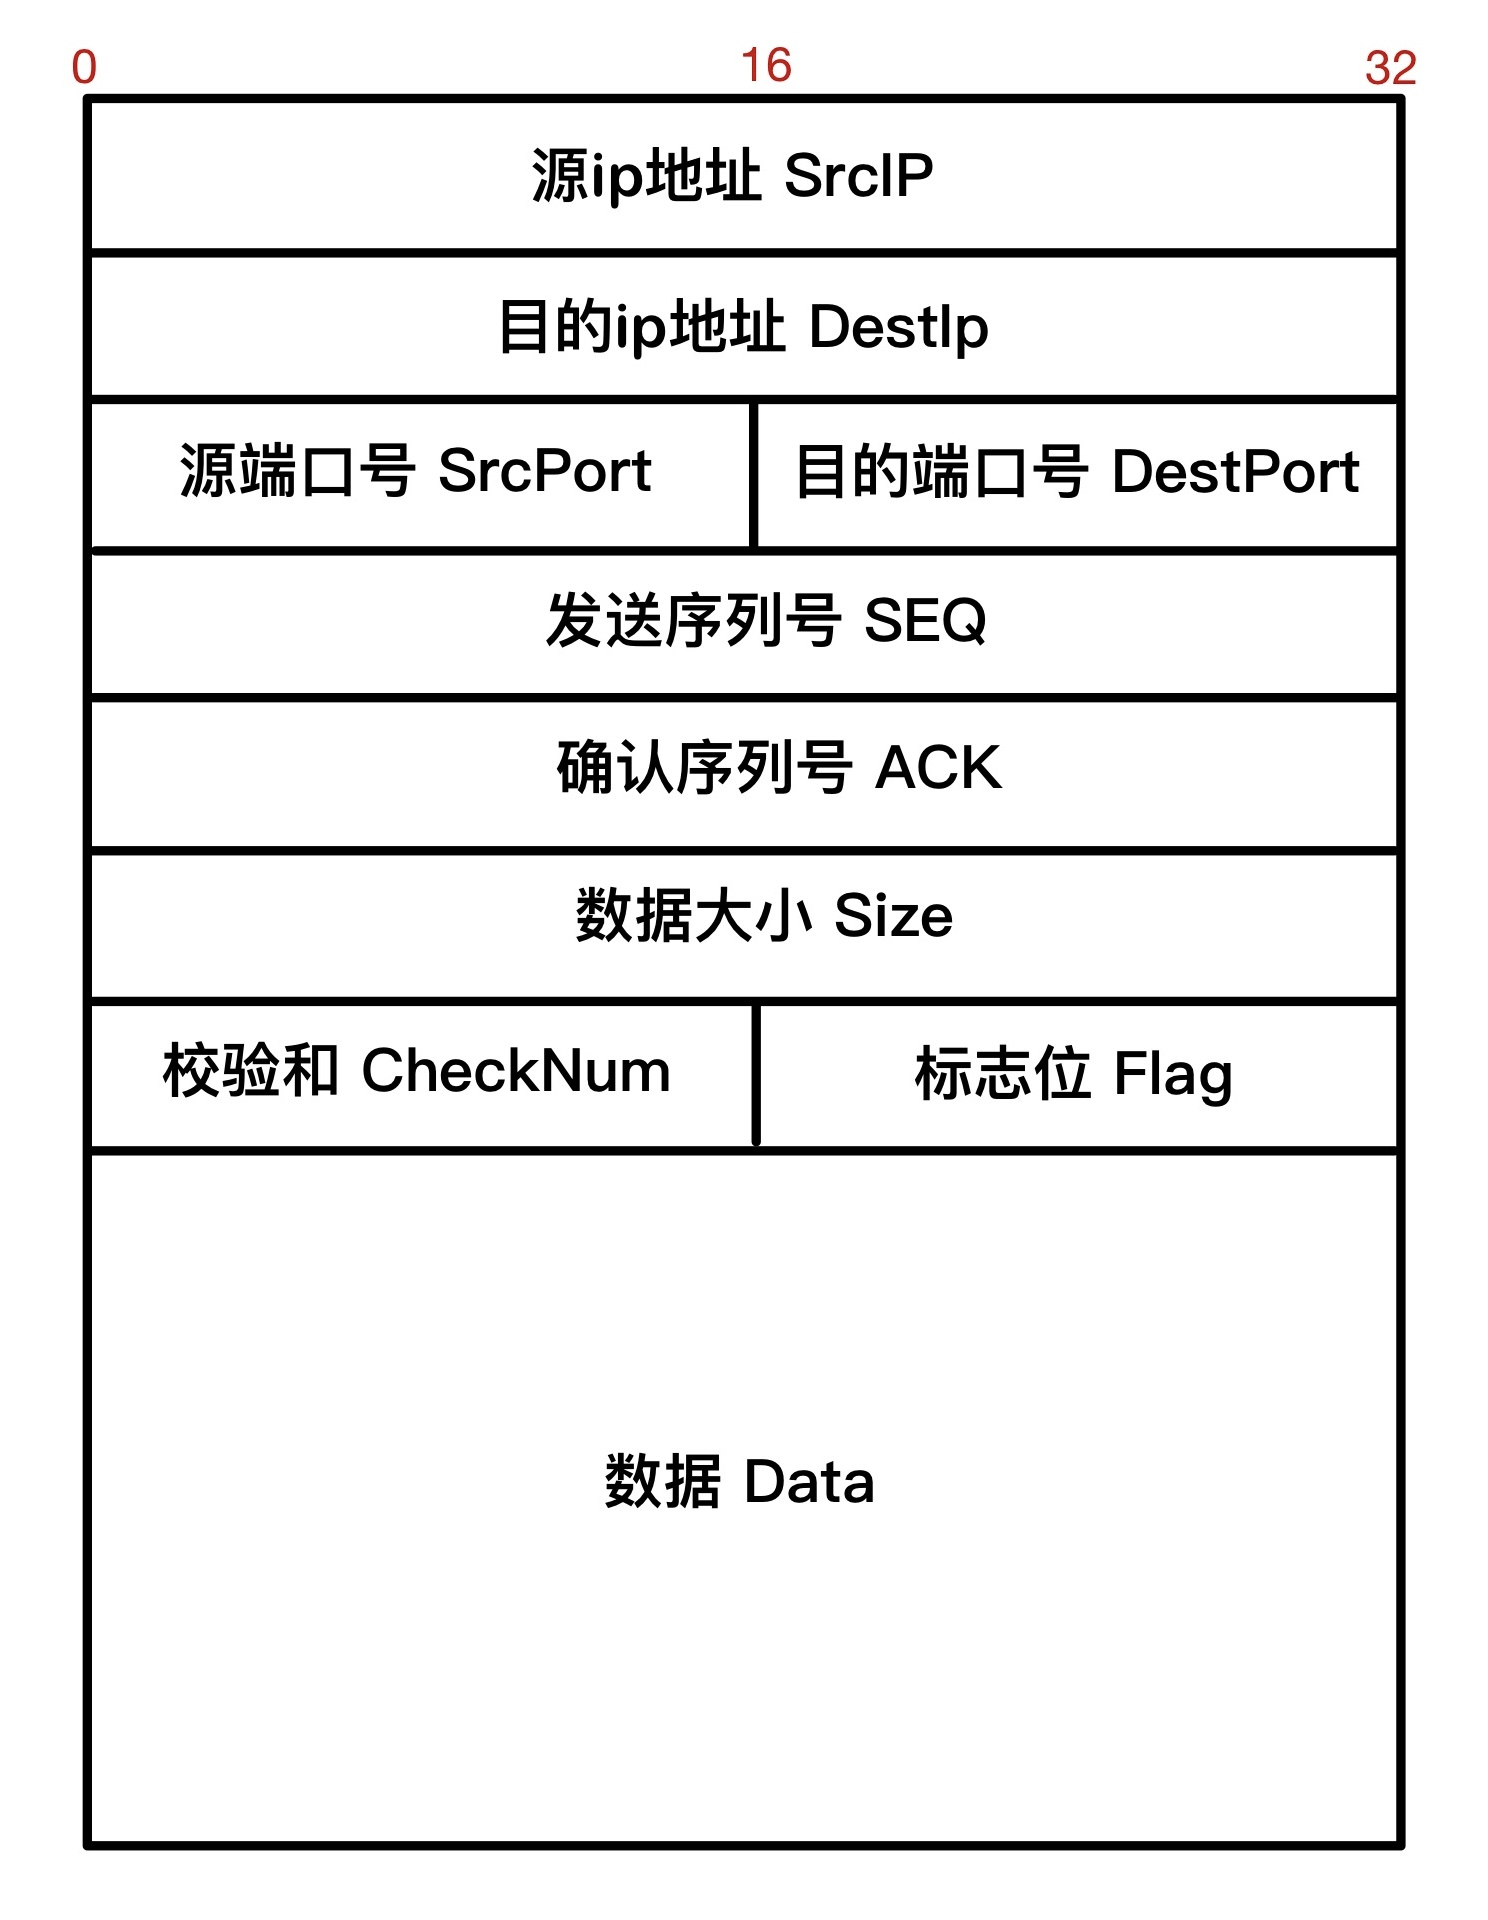 0 16 32
源ip地址 SrcIP
目的ip地址 DestIp
源端口号 SrcPort 目的端口号 DestPort
发送序列号 SEQ
确认序列号 ACK
数据大小 Size
校验和 CheckNum 标志位 Flag
数据 Data